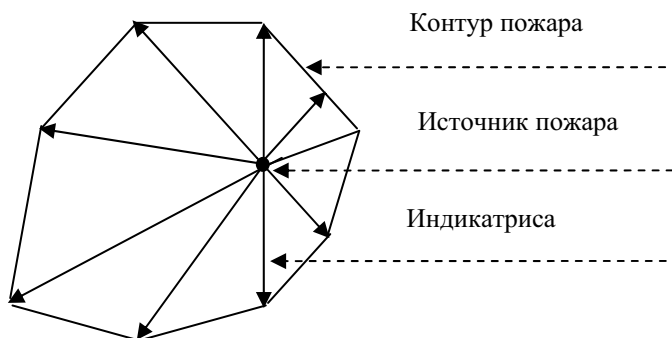 Контур пожара
Источник пожара
Индикатриса